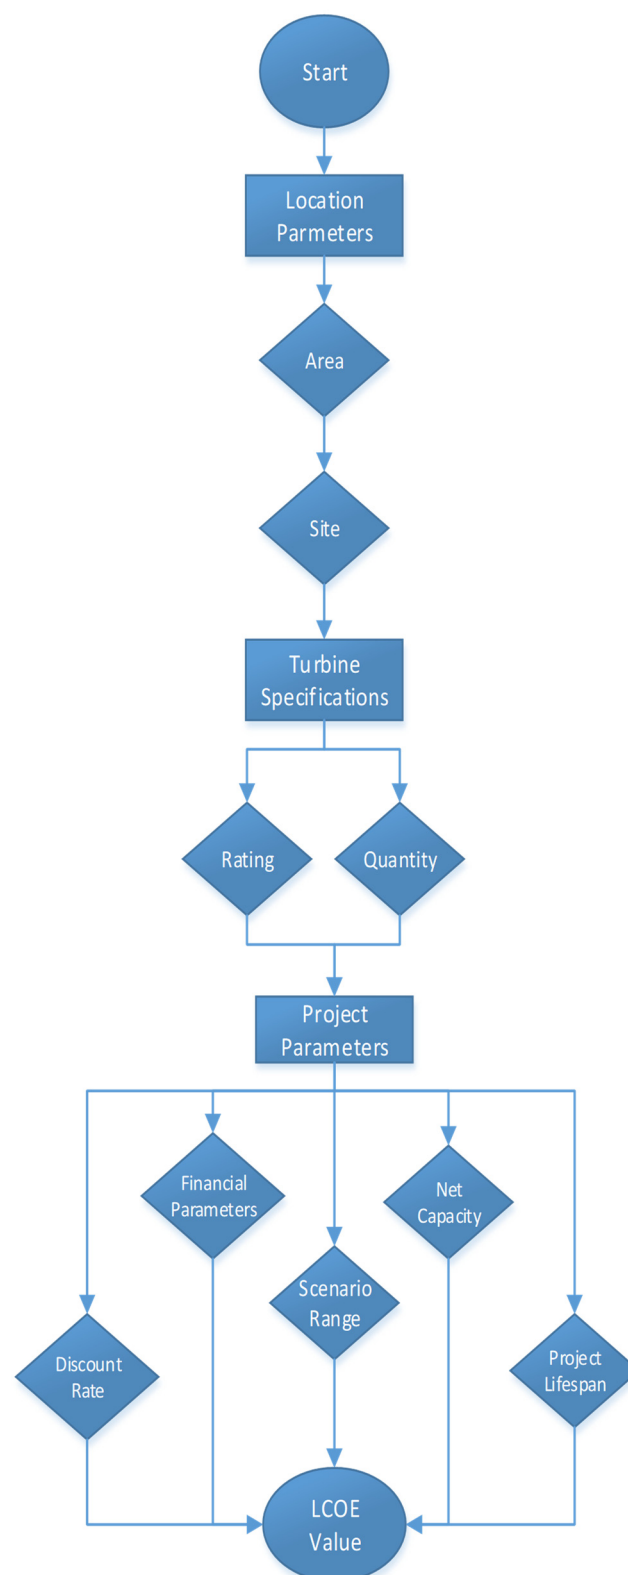 Start
Location
Parmeters
Area
Site
Turbine
Specifications
Rating
Quantity
Project
Parameters
Financial
Parameters
Net
Capacity
Scenario
Range
Discount
Rate
Project
Lifespan
LCOE
Value